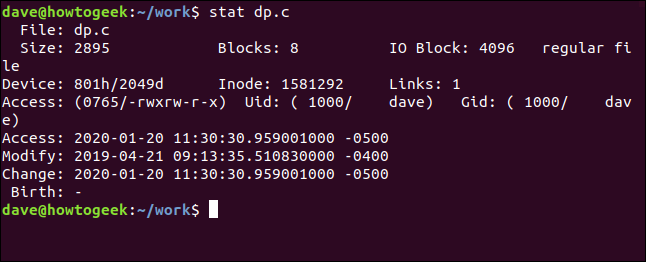 dave@howtogeek:~/work$ stat dp.c
  File: dp.c
  Size: 2895            Blocks: 8          IO Block: 4096   regular fi
le
Device: 801h/2049d      Inode: 1581292     Links: 1
Access: (0765/-rwxrw-r-x)  Uid: ( 1000/    dave)   Gid: ( 1000/    dav
e)
Access: 2020-01-20 11:30:30.959001000 -0500
Modify: 2019-04-21 09:13:35.510830000 -0400
Change: 2020-01-20 11:30:30.959001000 -0500
 Birth: -
dave@howtogeek:~/work$